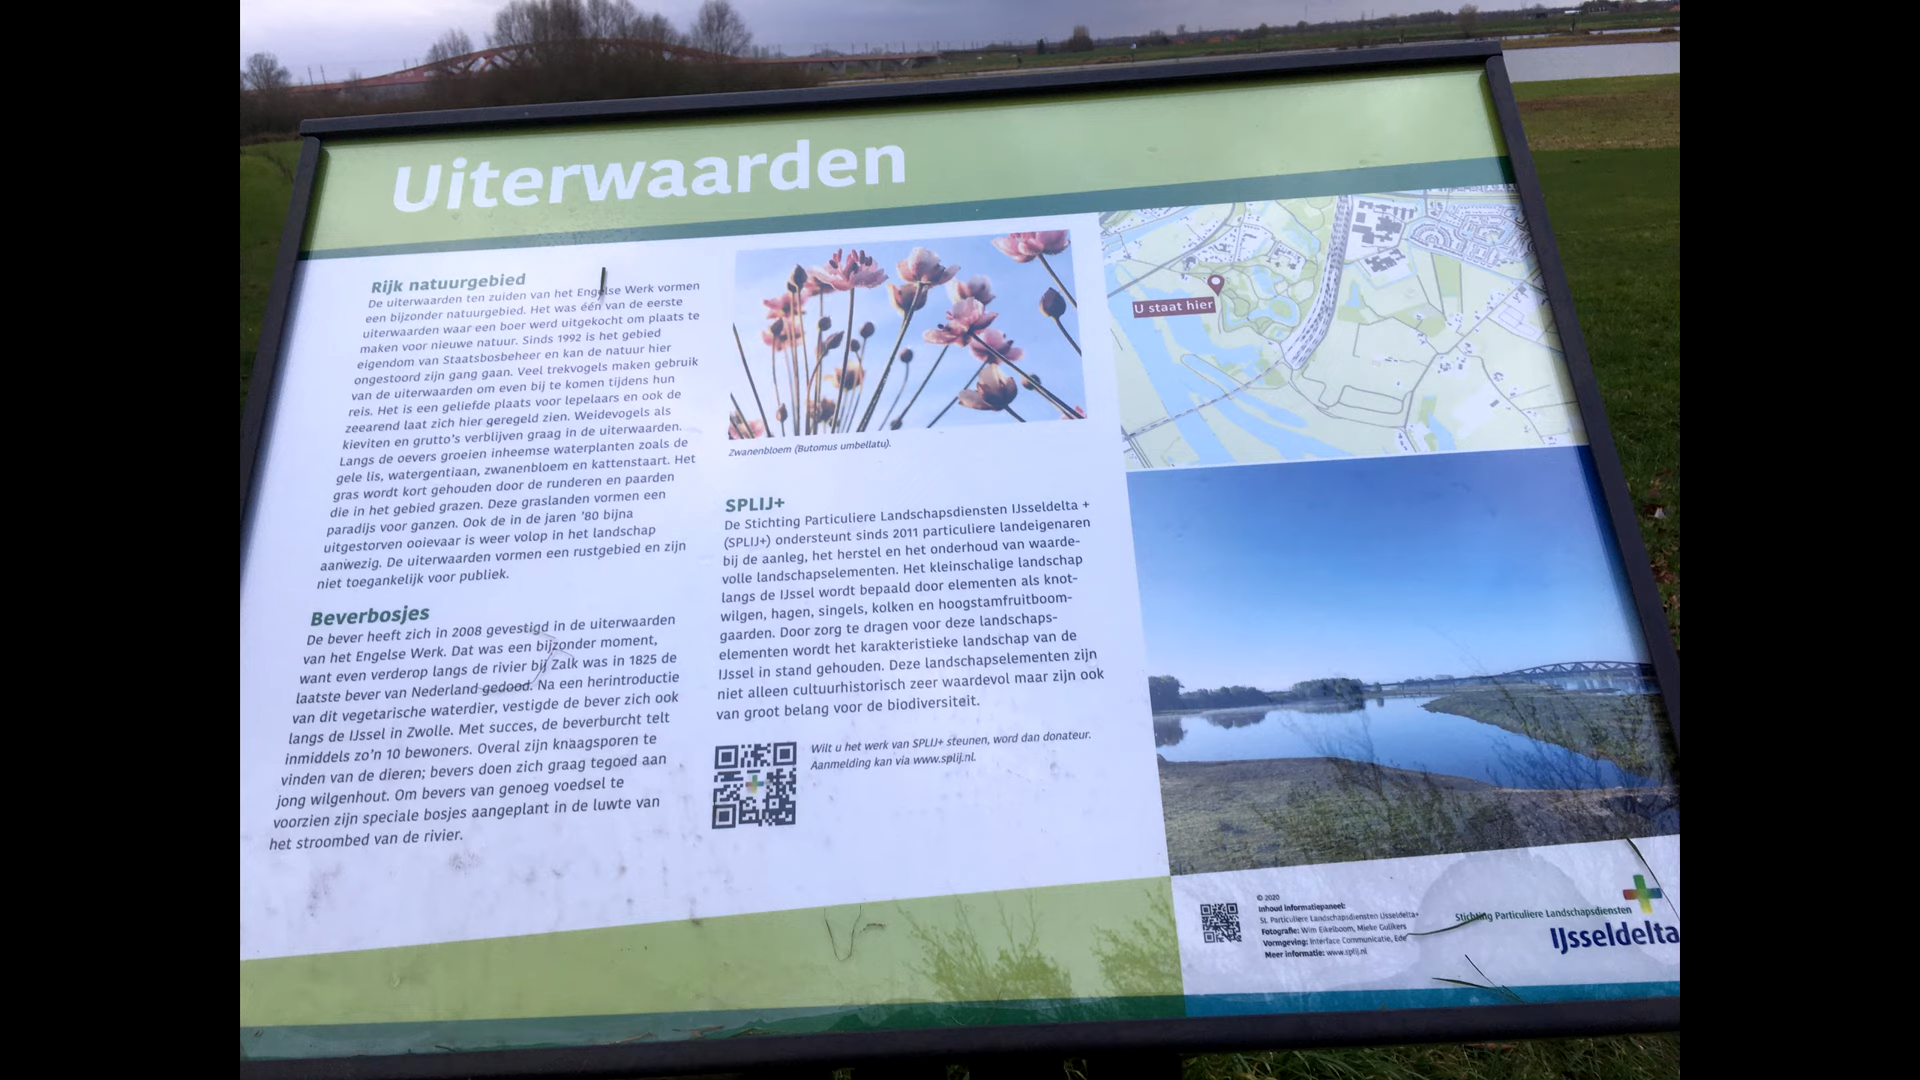 Uiterwaarden
Rijk natuurgebied
De uiterwaarden ten zuiden van het Engelse Werk vormen
een bijzonder natuurgebied. Het was één van de eerste
uiterwaarden waar een boer werd uitgekocht om plaats te
maken voor nieuwe natuur. Sinds 1992 is het gebied
eigendom van Staatsbosbeheer en kan de natuur hier
ongestoord zijn gang gaan. Veel trekvogels maken gebruik
van de uiterwaarden om even bij te komen tijdens hun
reis. Het is een geliefde plaats voor lepelaars en ook de
zeearend laat zich hier geregeld zien. Weidevogels als
kieviten en grutto's verblijven graag in de uiterwaarden.
Langs de oevers groeien inheemse waterplanten zoals de
gele lis, watergentiaan, zwanenbloem en kattenstaart. Het
gras wordt kort gehouden door de runderen en paarden
die in het gebied grazen. Deze graslanden vormen een
paradijs voor ganzen. Ook de in de jaren '80 bijna
uitgestorven ooievaar is weer volop in het landschap
aanwezig. De uiterwaarden vormen een rustgebied en zijn
niet toegankelijk voor publiek.
Beverbosjes
De bever heeft zich in 2008 gevestigd in de uiterwaarden
van het Engelse Werk. Dat was een bijzonder moment,
want even verderop langs de rivier bij Zalk was in 1825 de
laatste bever van Nederland gedood. Na een herintroductie
van dit vegetarische waterdier, vestigde de bever zich ook
langs de IJssel in Zwolle. Met succes, de beverburcht telt
inmiddels zo'n 10 bewoners. Overal zijn knaagsporen te
vinden van de dieren; bevers doen zich graag tegoed aan
jong wilgenhout. Om bevers van genoeg voedsel te
voorzien zijn speciale bosjes aangeplant in de luwte van
het stroombed van de rivier.
Zwanenbloem (Butomus umbellatu).
SPLIJ+
De Stichting Particuliere Landschapsdiensten IJsseldelta +
(SPLIJ+) ondersteunt sinds 2011 particuliere landeigenaren
bij de aanleg, het herstel en het onderhoud van waarde-
volle landschapselementen. Het kleinschalige landschap
langs de IJssel wordt bepaald door elementen als knot-
wilgen, hagen, singels, kolken en hoogstamfruitboom-
gaarden. Door zorg te dragen voor deze landschaps-
elementen wordt het karakteristieke landschap van de
IJssel in stand gehouden. Deze landschapselementen zijn
niet alleen cultuurhistorisch zeer waardevol maar zijn ook
van groot belang voor de biodiversiteit.
Wilt u het werk van SPLIJ+ steunen, word dan donateur.
Aanmelding kan via www.splij.nl.
U staat hier
© 2020
Inhoud informatiepaneel:
St. Particuliere Landschapsdiensten IJsseldelta+
Fotografie: Wim Eikelboom, Mieke Gulikers
Vormgeving: Interface Communicatie, Ede
Meer informatie: www.splij.nl
Stichting Particuliere Landschapsdiensten
IJsseldelta